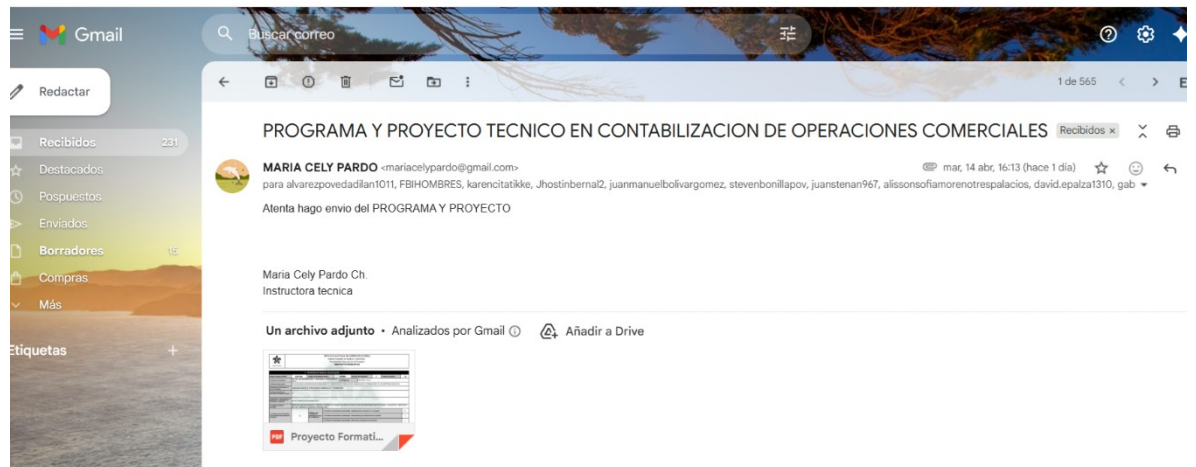 Gmail
Buscar correo
Redactar
1 de 565
Recibidos 231
Destacados
Pospuestos
Enviados
Borradores 15
Compras
Más
Etiquetas
PROGRAMA Y PROYECTO TECNICO EN CONTABILIZACION DE OPERACIONES COMERCIALES Recibidos ×
MARIA CELY PARDO <mariacelypardo@gmail.com> mar, 14 abr, 16:13 (hace 1 día)
para alvarezpovedadilan1011, FBIHOMBRES, karencitatikke, Jhostinbernal2, juanmanuelbolivargomez, stevenbonillapov, juanstenan967, alissonsofiamorenotrespalacios, david.epalza1310, gab
Atenta hago envio del PROGRAMA Y PROYECTO
Maria Cely Pardo Ch.
Instructora tecnica
Un archivo adjunto • Analizados por Gmail
Añadir a Drive
PDF Proyecto Formati...